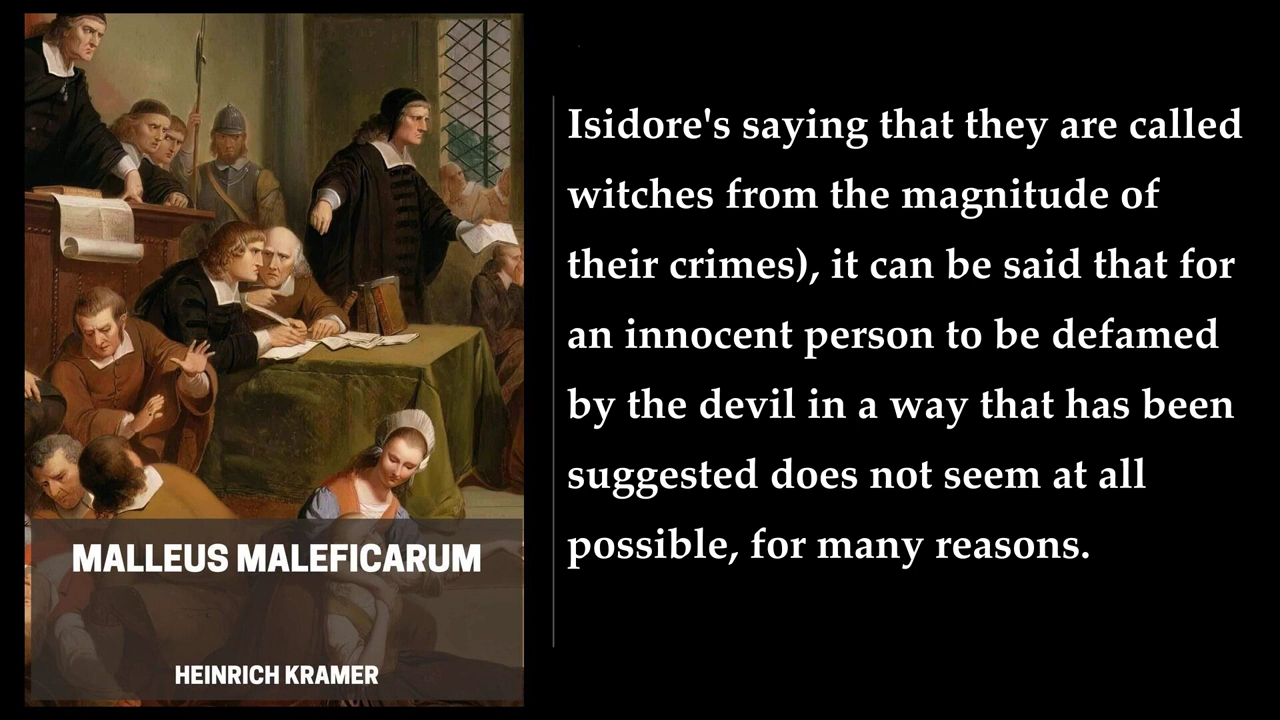 MALLEUS MALEFICARUM
HEINRICH KRAMER
Isidore's saying that they are called
witches from the magnitude of
their crimes), it can be said that for
an innocent person to be defamed
by the devil in a way that has been
suggested does not seem at all
possible, for many reasons.